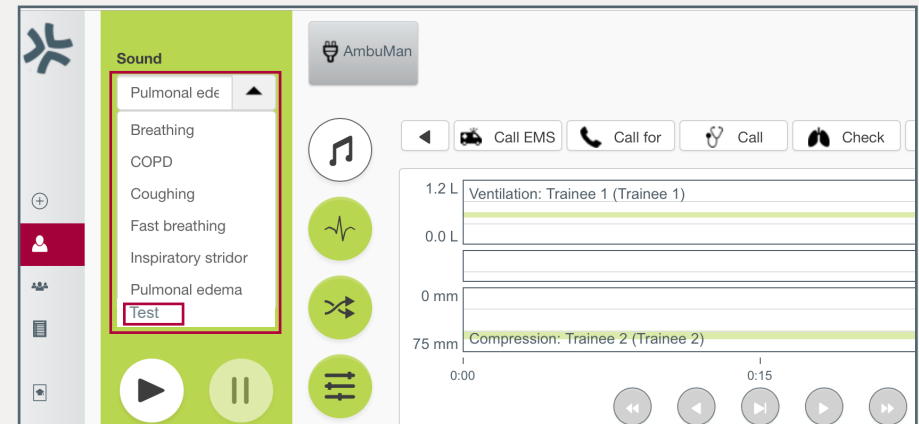 Sound
Pulmonal ede
Breathing
COPD
Coughing
Fast breathing
Inspiratory stridor
Pulmonal edema
Test
AmbuMan
Call EMS
Call for
Call
Check
1.2 L
Ventilation: Trainee 1 (Trainee 1)
0.0 L
0 mm
75 mm
Compression: Trainee 2 (Trainee 2)
0:00
0:15